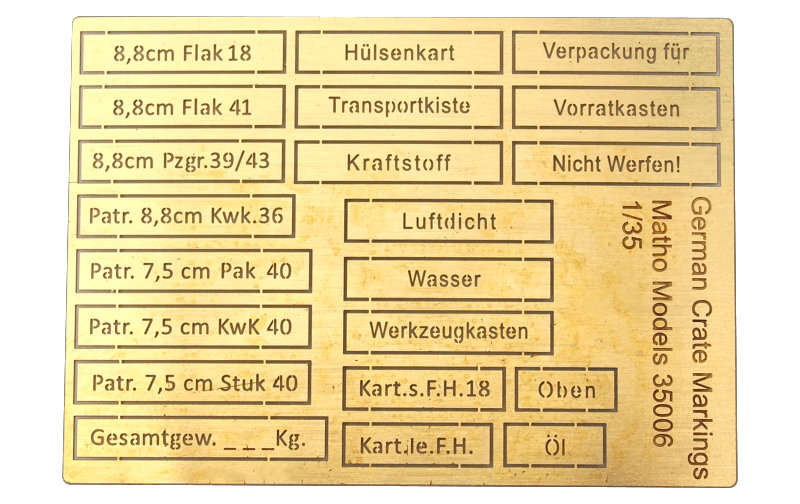 8,8cm Flak 18
Hülsenkart
Verpackung für
8,8cm Flak 41
Transportkiste
Vorratkasten
8,8cm Pzgr.39/43
Kraftstoff
Nicht Werfen!
Patr. 8,8cm Kwk.36
Luftdicht
Patr. 7,5 cm Pak 40
Wasser
Patr. 7,5 cm KwK 40
Werkzeugkasten
Patr. 7,5 cm Stuk 40
Kart.s.F.H.18
Oben
Gesamtgew. _ _ _Kg.
Kart.le.F.H.
Öl
German Crate Markings
Matho Models 35006
1/35